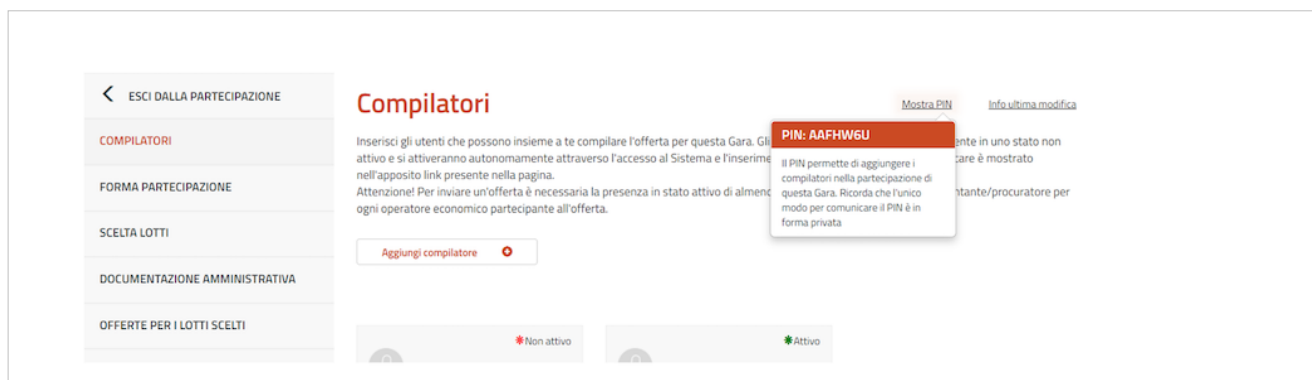 ESCI DALLA PARTECIPAZIONE
COMPILATORI
FORMA PARTECIPAZIONE
SCELTA LOTTI
DOCUMENTAZIONE AMMINISTRATIVA
OFFERTE PER I LOTTI SCELTI
Compilatori
Mostra PIN
Info ultima modifica
Inserisci gli utenti che possono insieme a te compilare l'offerta per questa Gara. Gli
ente in uno stato non
attivo e si attiveranno autonomamente attraverso l'accesso al Sistema e l'inserime
care è mostrato
nell'apposito link presente nella pagina.
Attenzione! Per inviare un'offerta è necessaria la presenza in stato attivo di almeno
ntante/procuratore per
ogni operatore economico partecipante all'offerta.
PIN: AAFHW6U
Il PIN permette di aggiungere i
compilatori nella partecipazione di
questa Gara. Ricorda che l'unico
modo per comunicare il PIN è in
forma privata
Aggiungi compilatore
Non attivo
Attivo